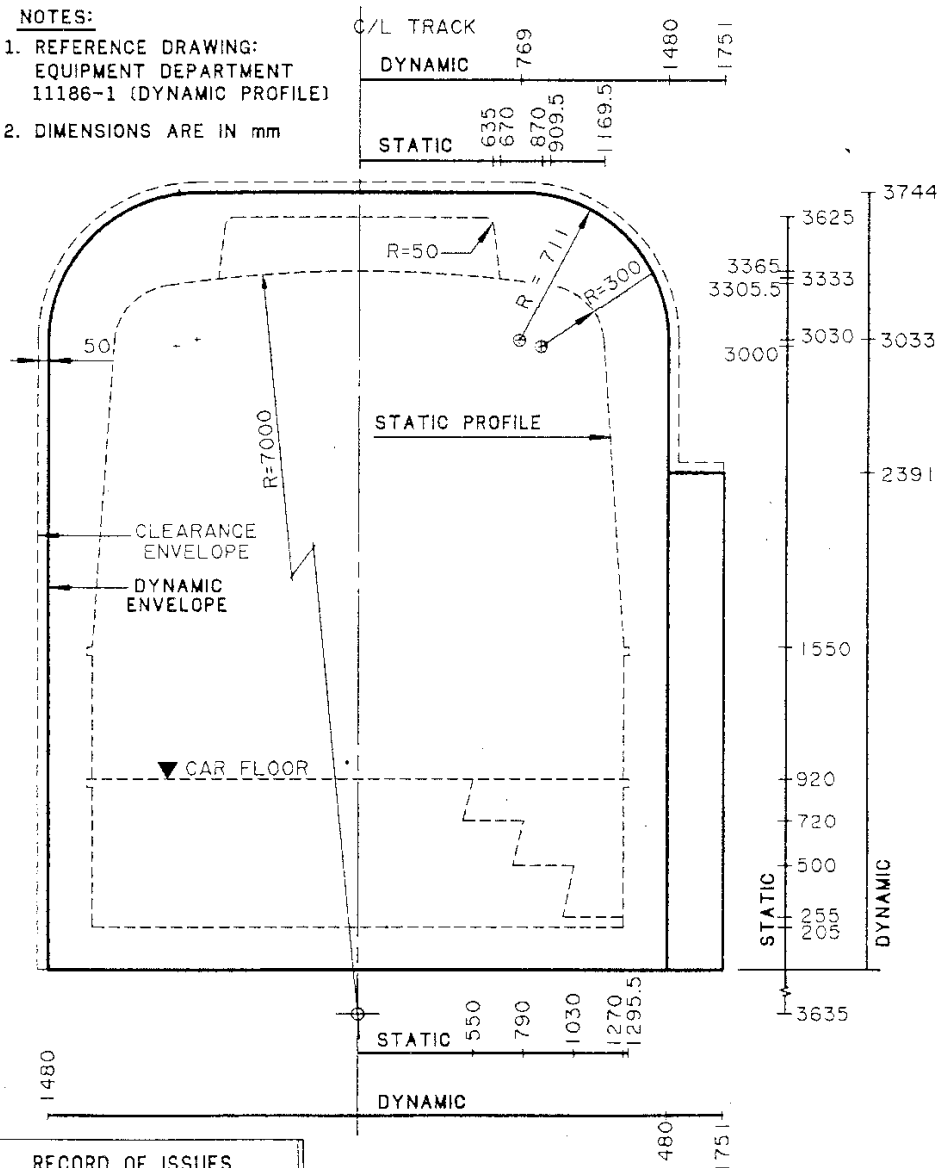 NOTES:
1. REFERENCE DRAWING:
EQUIPMENT DEPARTMENT
11186-1 (DYNAMIC PROFILE)
2. DIMENSIONS ARE IN mm
C/L TRACK
DYNAMIC
769
1480
1751
STATIC
635
670
870
909.5
1169.5
3744
3625
3365
3333
3305.5
3030
3033
3000
2391
1550
920
720
500
255
205
3635
STATIC
DYNAMIC
R=50
R=711
R=300
50
R=7000
STATIC PROFILE
CLEARANCE
ENVELOPE
DYNAMIC
ENVELOPE
CAR FLOOR
STATIC
550
790
1030
1270
1295.5
1480
DYNAMIC
480
1751
RECORD OF ISSUES